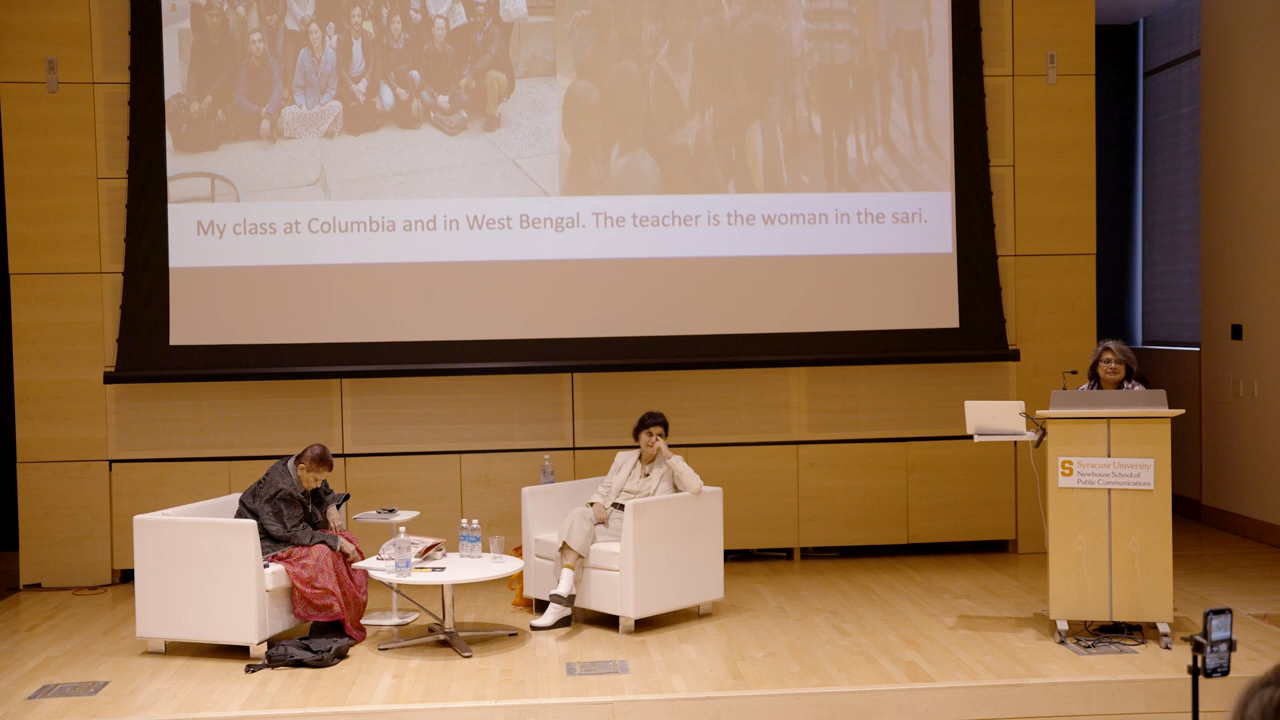 My class at Columbia and in West Bengal. The teacher is the woman in the sari.
S Syracuse University
Newhouse School of
Public Communications